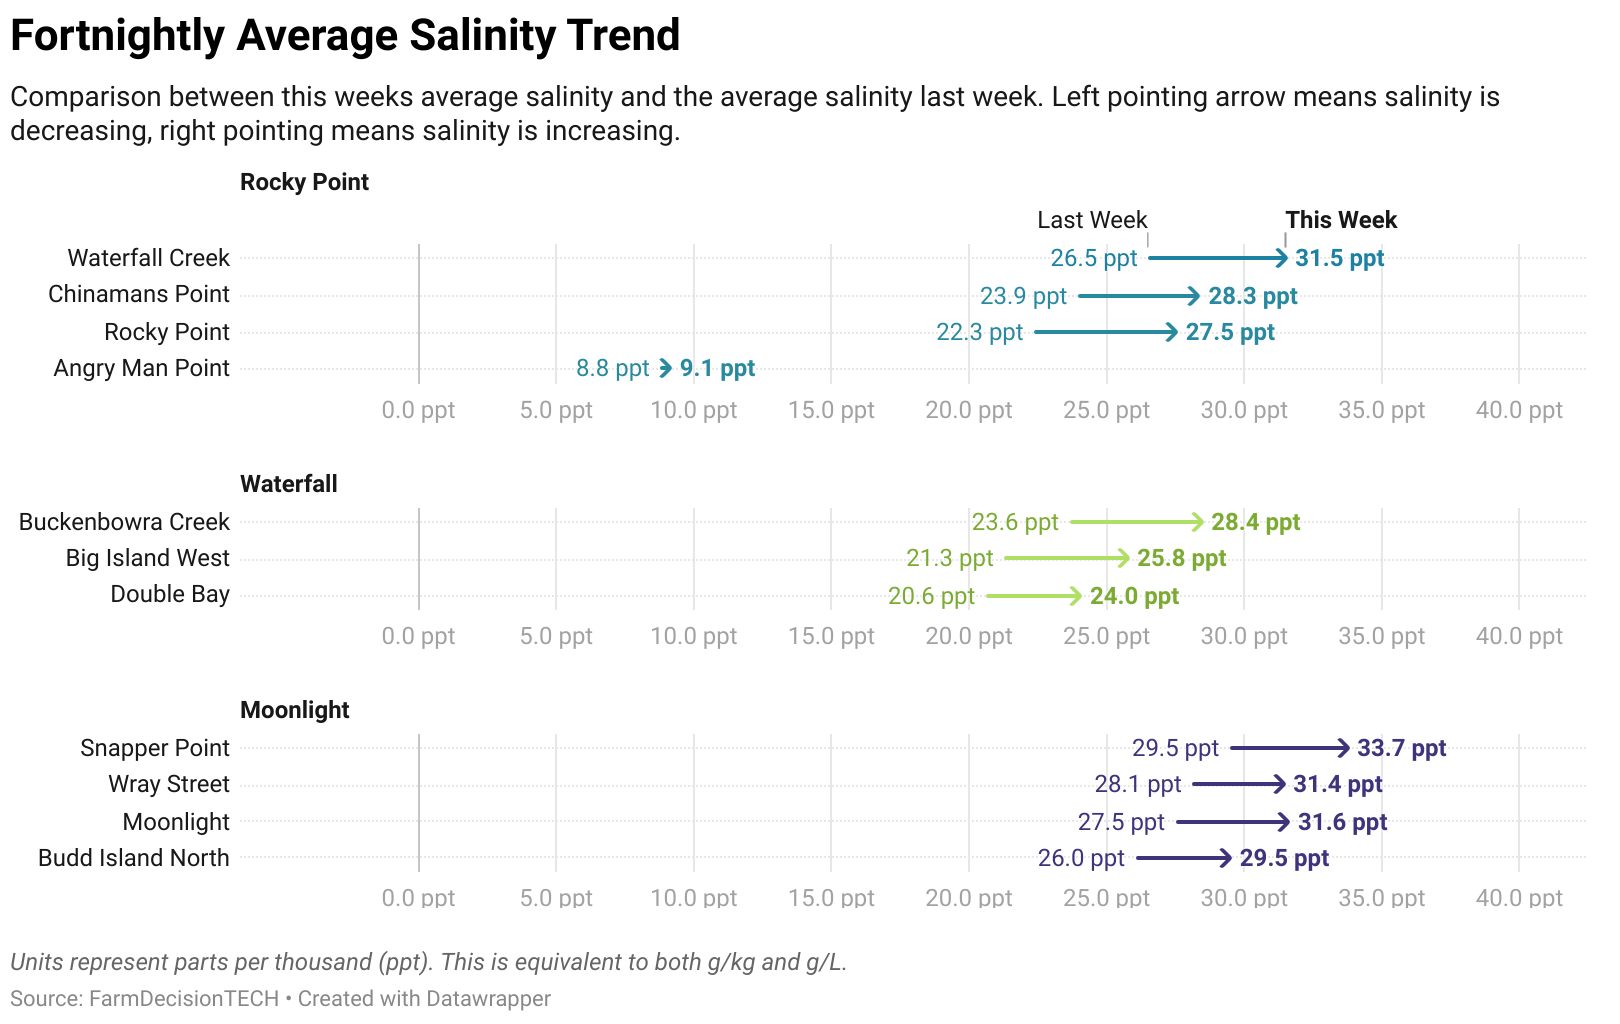 Fortnightly Average Salinity Trend
Comparison between this weeks average salinity and the average salinity last week. Left pointing arrow means salinity is
decreasing, right pointing means salinity is increasing.
Rocky Point
Last Week This Week
Waterfall Creek 26.5 ppt 31.5 ppt
Chinamans Point 23.9 ppt 28.3 ppt
Rocky Point 22.3 ppt 27.5 ppt
Angry Man Point 8.8 ppt 9.1 ppt
0.0 ppt 5.0 ppt 10.0 ppt 15.0 ppt 20.0 ppt 25.0 ppt 30.0 ppt 35.0 ppt 40.0 ppt
Waterfall
Buckenbowra Creek 23.6 ppt 28.4 ppt
Big Island West 21.3 ppt 25.8 ppt
Double Bay 20.6 ppt 24.0 ppt
0.0 ppt 5.0 ppt 10.0 ppt 15.0 ppt 20.0 ppt 25.0 ppt 30.0 ppt 35.0 ppt 40.0 ppt
Moonlight
Snapper Point 29.5 ppt 33.7 ppt
Wray Street 28.1 ppt 31.4 ppt
Moonlight 27.5 ppt 31.6 ppt
Budd Island North 26.0 ppt 29.5 ppt
0.0 ppt 5.0 ppt 10.0 ppt 15.0 ppt 20.0 ppt 25.0 ppt 30.0 ppt 35.0 ppt 40.0 ppt
Units represent parts per thousand (ppt). This is equivalent to both g/kg and g/L.
Source: FarmDecisionTECH • Created with Datawrapper